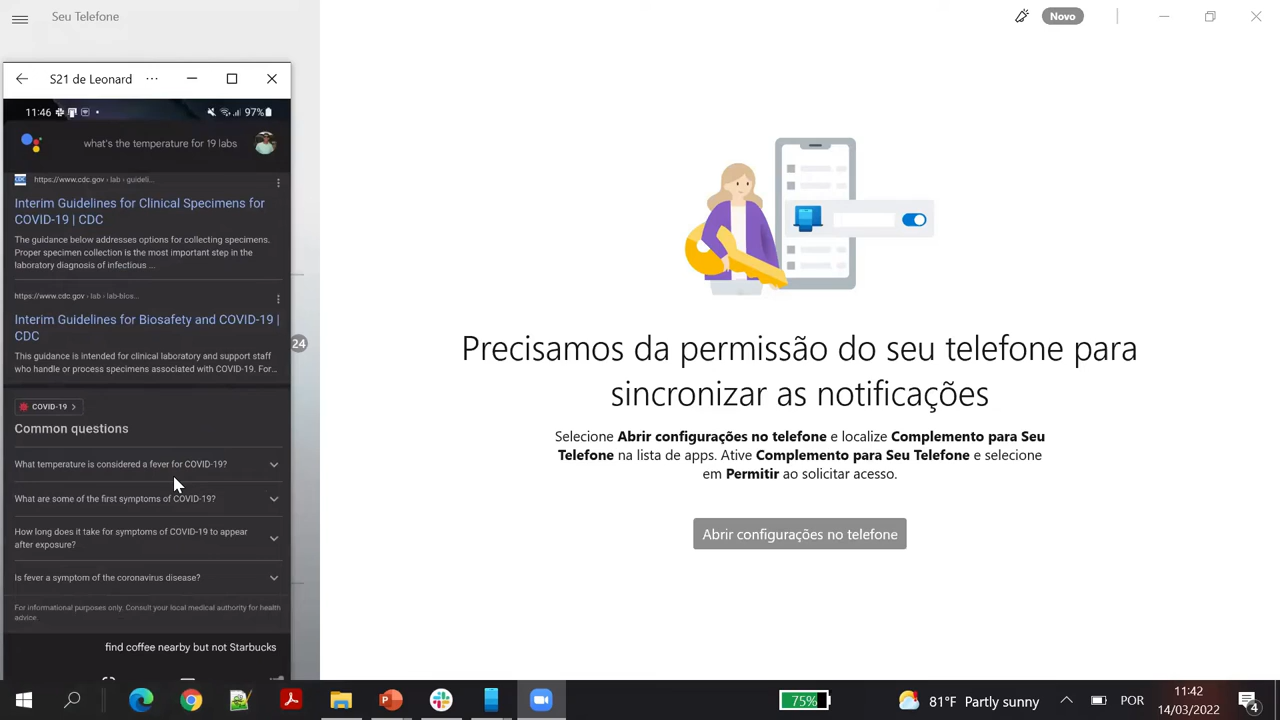 Seu Telefone
Novo
S21 de Leonard
11:46
97%
what's the temperature for 19 labs
https://www.cdc.gov › lab › guideli...
Interim Guidelines for Clinical Specimens for
COVID-19 | CDC
The guidance below addresses options for collecting specimens.
Proper specimen collection is the most important step in the
laboratory diagnosis of infectious ...
https://www.cdc.gov › lab › lab-bios...
Interim Guidelines for Biosafety and COVID-19 |
CDC
This guidance is intended for clinical laboratory and support staff
who handle or process specimens associated with COVID-19. For...
24
COVID-19
Common questions
What temperature is considered a fever for COVID-19?
What are some of the first symptoms of COVID-19?
How long does it take for symptoms of COVID-19 to appear
after exposure?
Is fever a symptom of the coronavirus disease?
For informational purposes only. Consult your local medical authority for health
advice.
find coffee nearby but not Starbucks
Precisamos da permissão do seu telefone para
sincronizar as notificações
Selecione Abrir configurações no telefone e localize Complemento para Seu
Telefone na lista de apps. Ative Complemento para Seu Telefone e selecione
em Permitir ao solicitar acesso.
Abrir configurações no telefone
75%
81°F Partly sunny
POR
11:42
14/03/2022
4